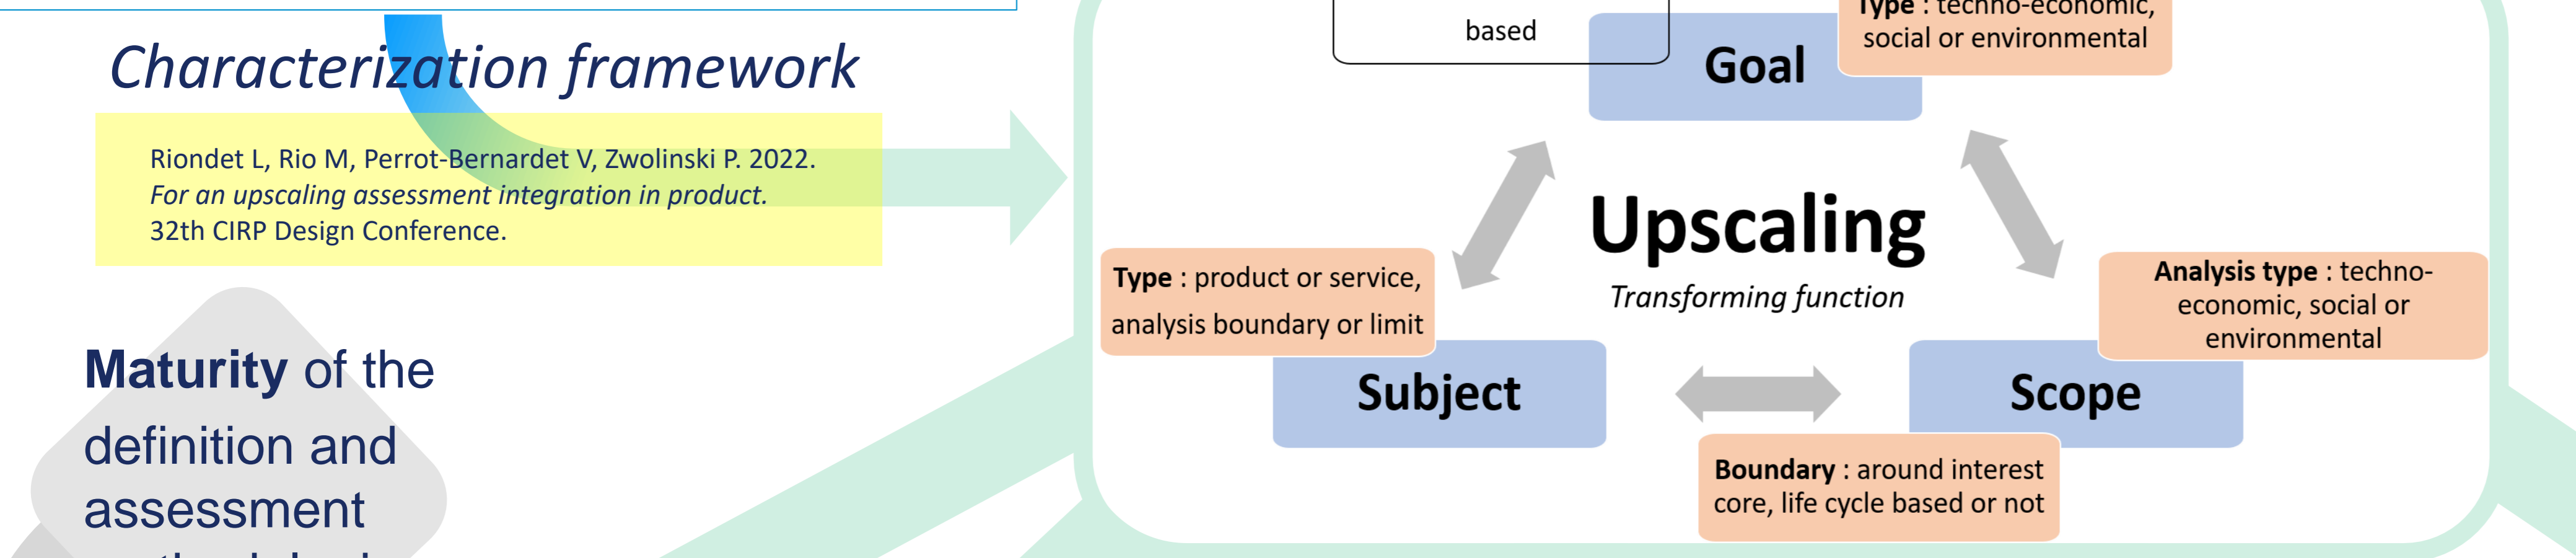 Characterization framework
Riondet L, Rio M, Perrot-Bernardet V, Zwolinski P. 2022.
For an upscaling assessment integration in product.
32th CIRP Design Conference.
Maturity of the
definition and
assessment
based
Goal
Type : techno-economic,
social or environmental
Upscaling
Transforming function
Type : product or service,
analysis boundary or limit
Subject
Analysis type : techno-
economic, social or
environmental
Scope
Boundary : around interest
core, life cycle based or not